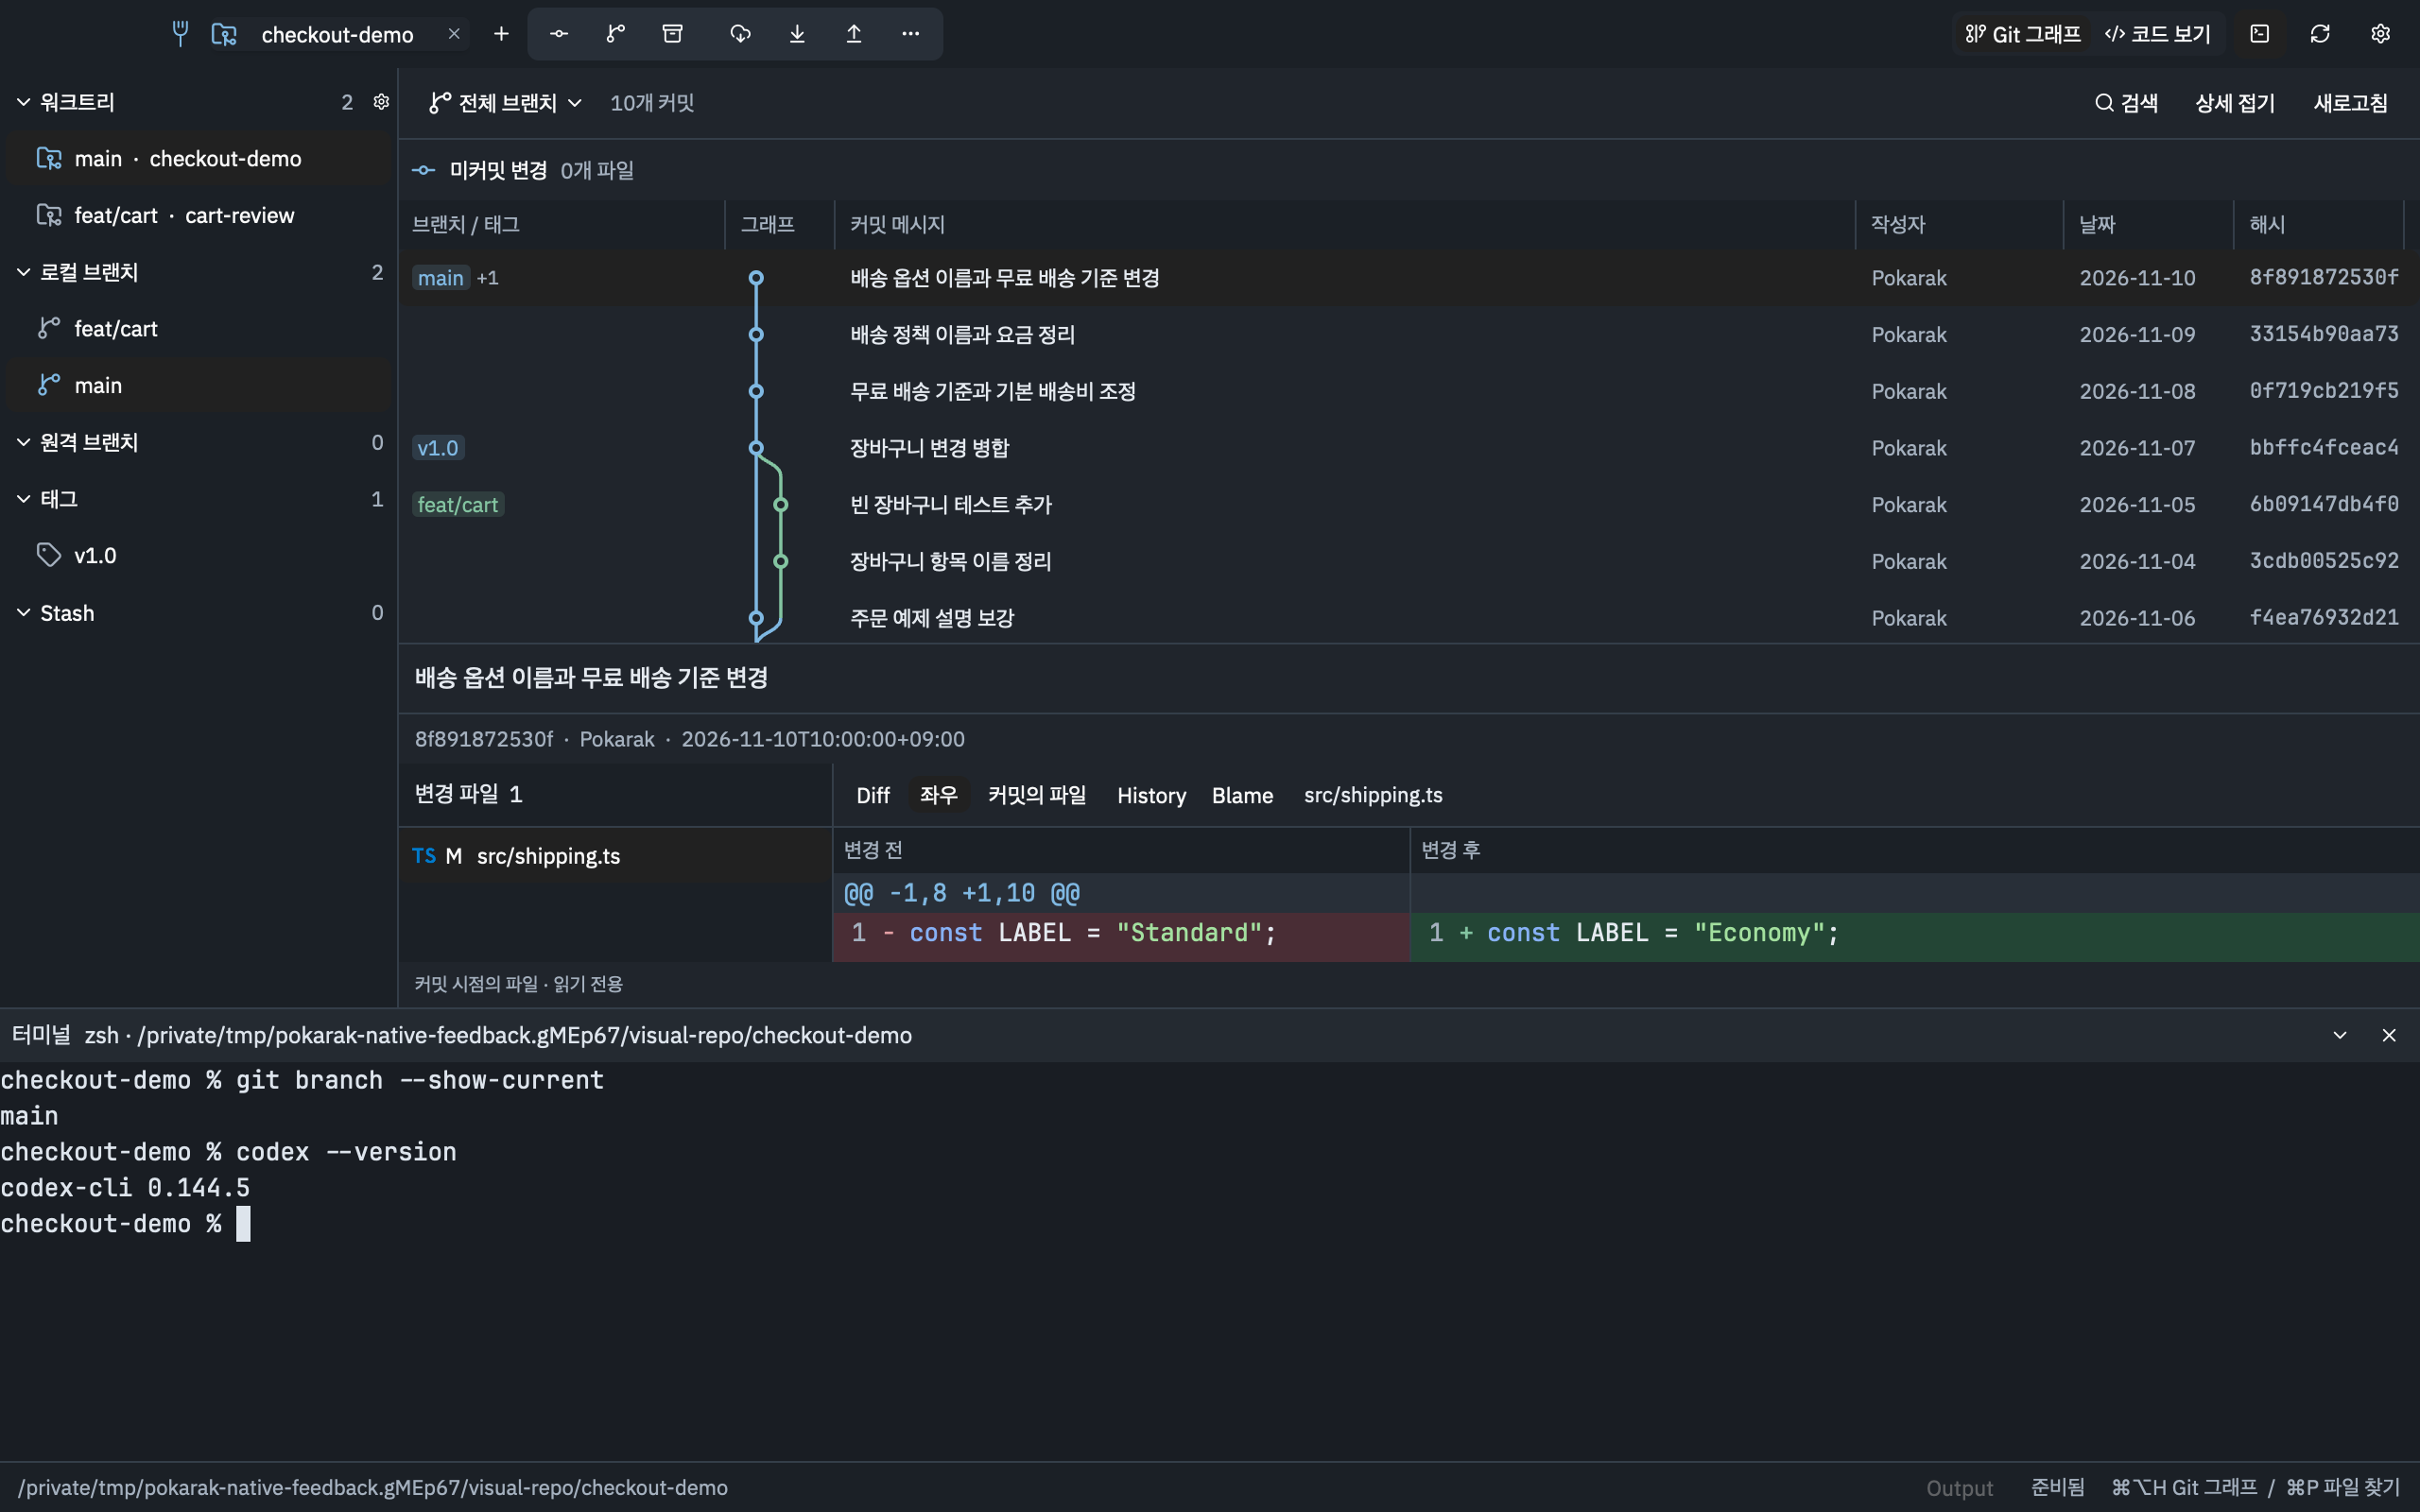 checkout-demo
Git 그래프
코드 보기
워크트리 2
main · checkout-demo
feat/cart · cart-review
로컬 브랜치 2
feat/cart
main
원격 브랜치 0
태그 1
v1.0
Stash 0
전체 브랜치 10개 커밋 검색 상세 접기 새로고침
미커밋 변경 0개 파일
브랜치 / 태그 그래프 커밋 메시지 작성자 날짜 해시
main +1 배송 옵션 이름과 무료 배송 기준 변경 Pokarak 2026-11-10 8f891872530f
배송 정책 이름과 요금 정리 Pokarak 2026-11-09 33154b90aa73
무료 배송 기준과 기본 배송비 조정 Pokarak 2026-11-08 0f719cb219f5
v1.0 장바구니 변경 병합 Pokarak 2026-11-07 bbffc4fceac4
feat/cart 빈 장바구니 테스트 추가 Pokarak 2026-11-05 6b09147db4f0
장바구니 항목 이름 정리 Pokarak 2026-11-04 3cdb00525c92
주문 예제 설명 보강 Pokarak 2026-11-06 f4ea76932d21
배송 옵션 이름과 무료 배송 기준 변경
8f891872530f · Pokarak · 2026-11-10T10:00:00+09:00
변경 파일 1
TS M src/shipping.ts
Diff 좌우 커밋의 파일 History Blame src/shipping.ts
변경 전 변경 후
@@ -1,8 +1,10 @@
1 - const LABEL = "Standard"; 1 + const LABEL = "Economy";
커밋 시점의 파일 · 읽기 전용
터미널 zsh · /private/tmp/pokarak-native-feedback.gMEp67/visual-repo/checkout-demo
checkout-demo % git branch --show-current
main
checkout-demo % codex --version
codex-cli 0.144.5
checkout-demo %
/private/tmp/pokarak-native-feedback.gMEp67/visual-repo/checkout-demo Output 준비됨 ⌘⌥H Git 그래프 / ⌘P 파일 찾기